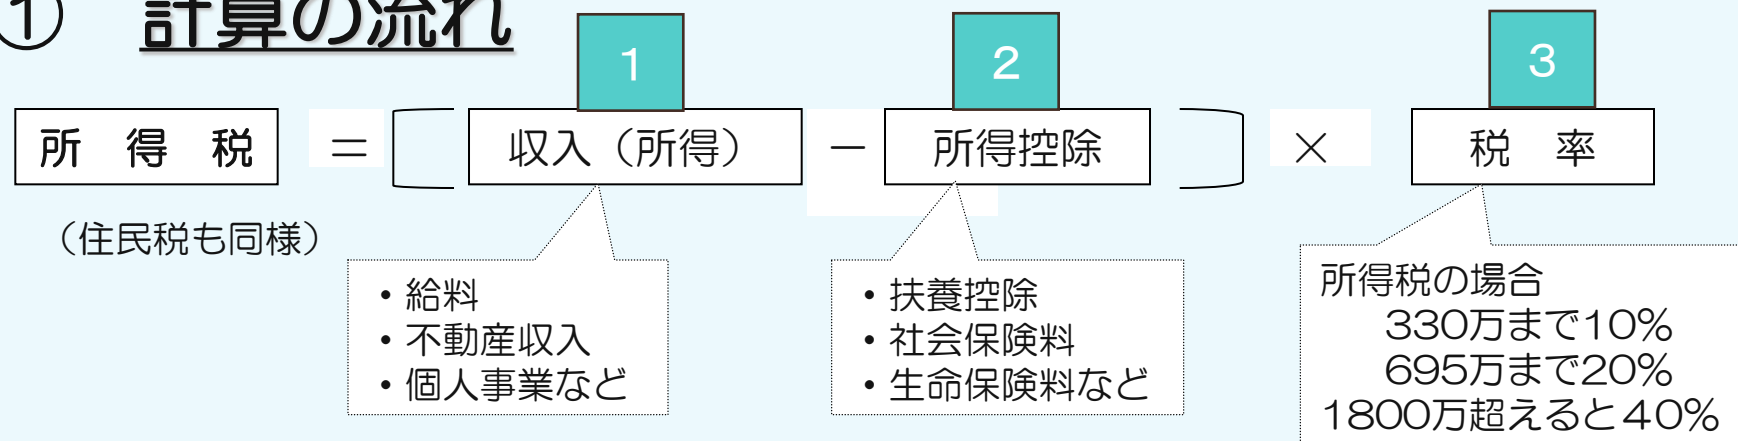 ① 計算の流れ
1 2 3
所 得 税 = 収入（所得） － 所得控除 × 税 率
（住民税も同様）
・給料
・不動産収入
・個人事業など
・扶養控除
・社会保険料
・生命保険料など
所得税の場合
330万まで10%
695万まで20%
1800万超えると40%